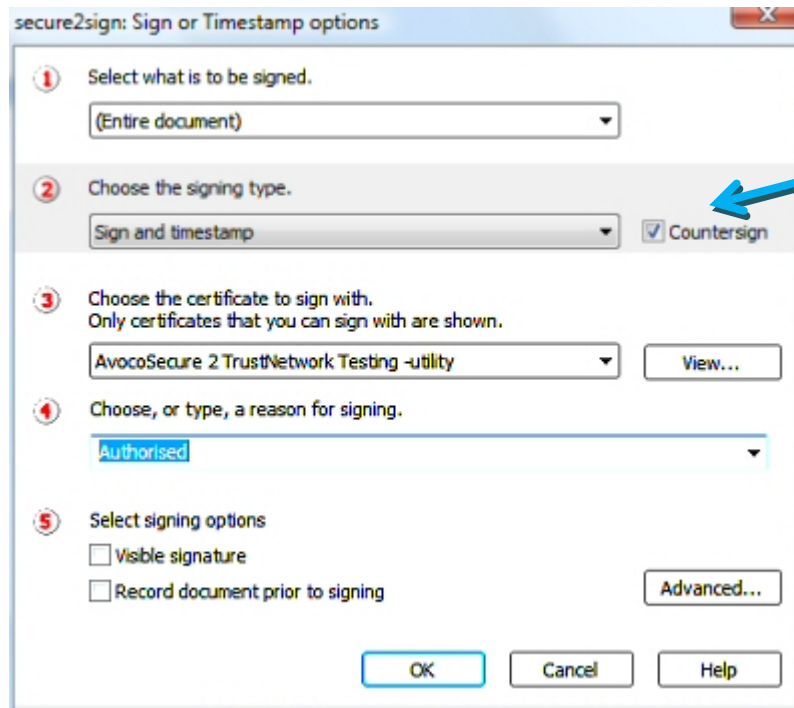 secure2sign: Sign or Timestamp options
X
1 Select what is to be signed.
(Entire document)
2 Choose the signing type.
Sign and timestamp Countersign
3 Choose the certificate to sign with.
Only certificates that you can sign with are shown.
AvocoSecure 2 TrustNetwork Testing -utility View...
4 Choose, or type, a reason for signing.
Authorised
5 Select signing options
Visible signature
Record document prior to signing Advanced...
OK Cancel Help